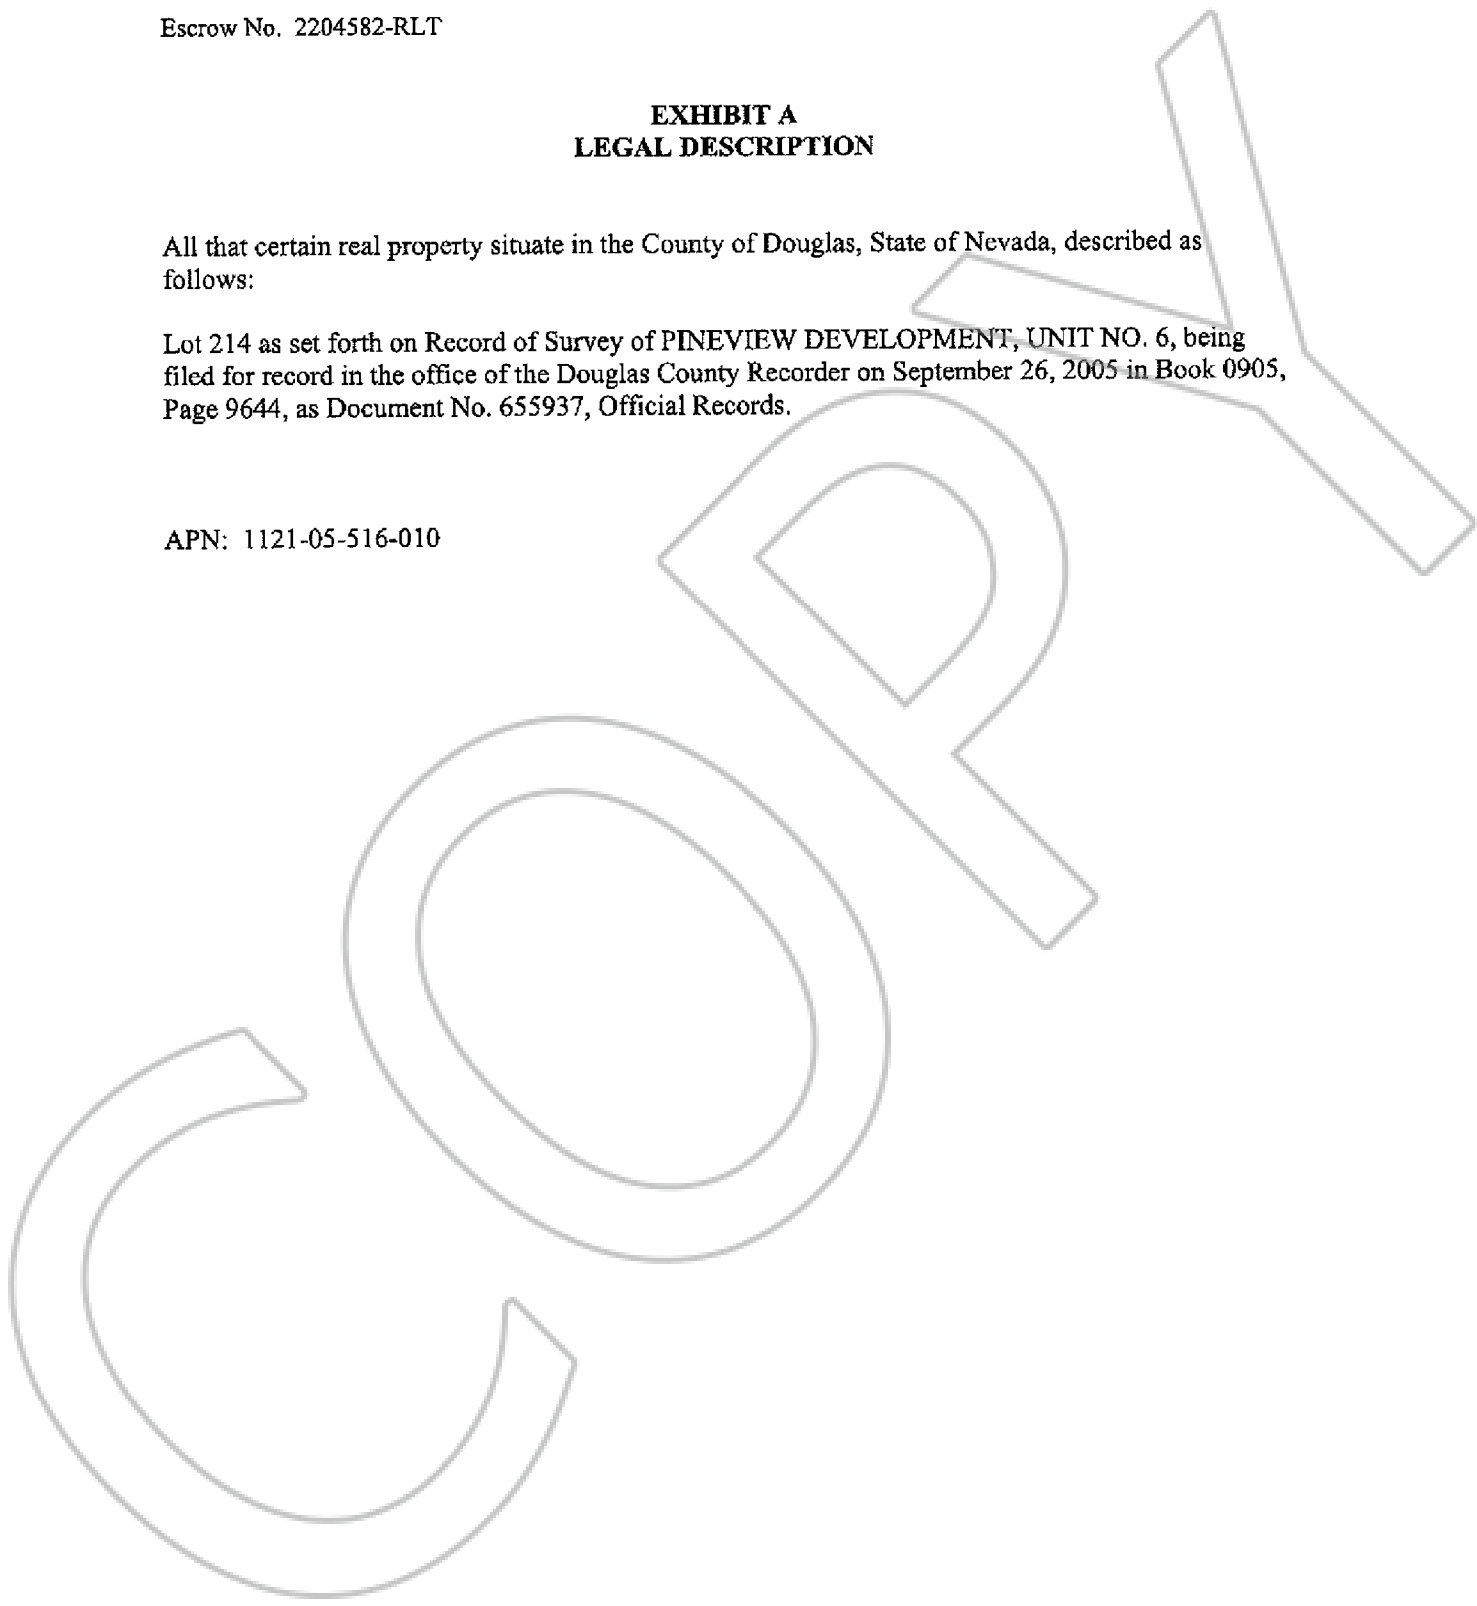 Escrow No. 2204582-RLT
EXHIBIT A
LEGAL DESCRIPTION
All that certain real property situate in the County of Douglas, State of Nevada, described as
follows:
Lot 214 as set forth on Record of Survey of PINEVIEW DEVELOPMENT, UNIT NO. 6, being
filed for record in the office of the Douglas County Recorder on September 26, 2005 in Book 0905,
Page 9644, as Document No. 655937, Official Records.
APN: 1121-05-516-010
COPY